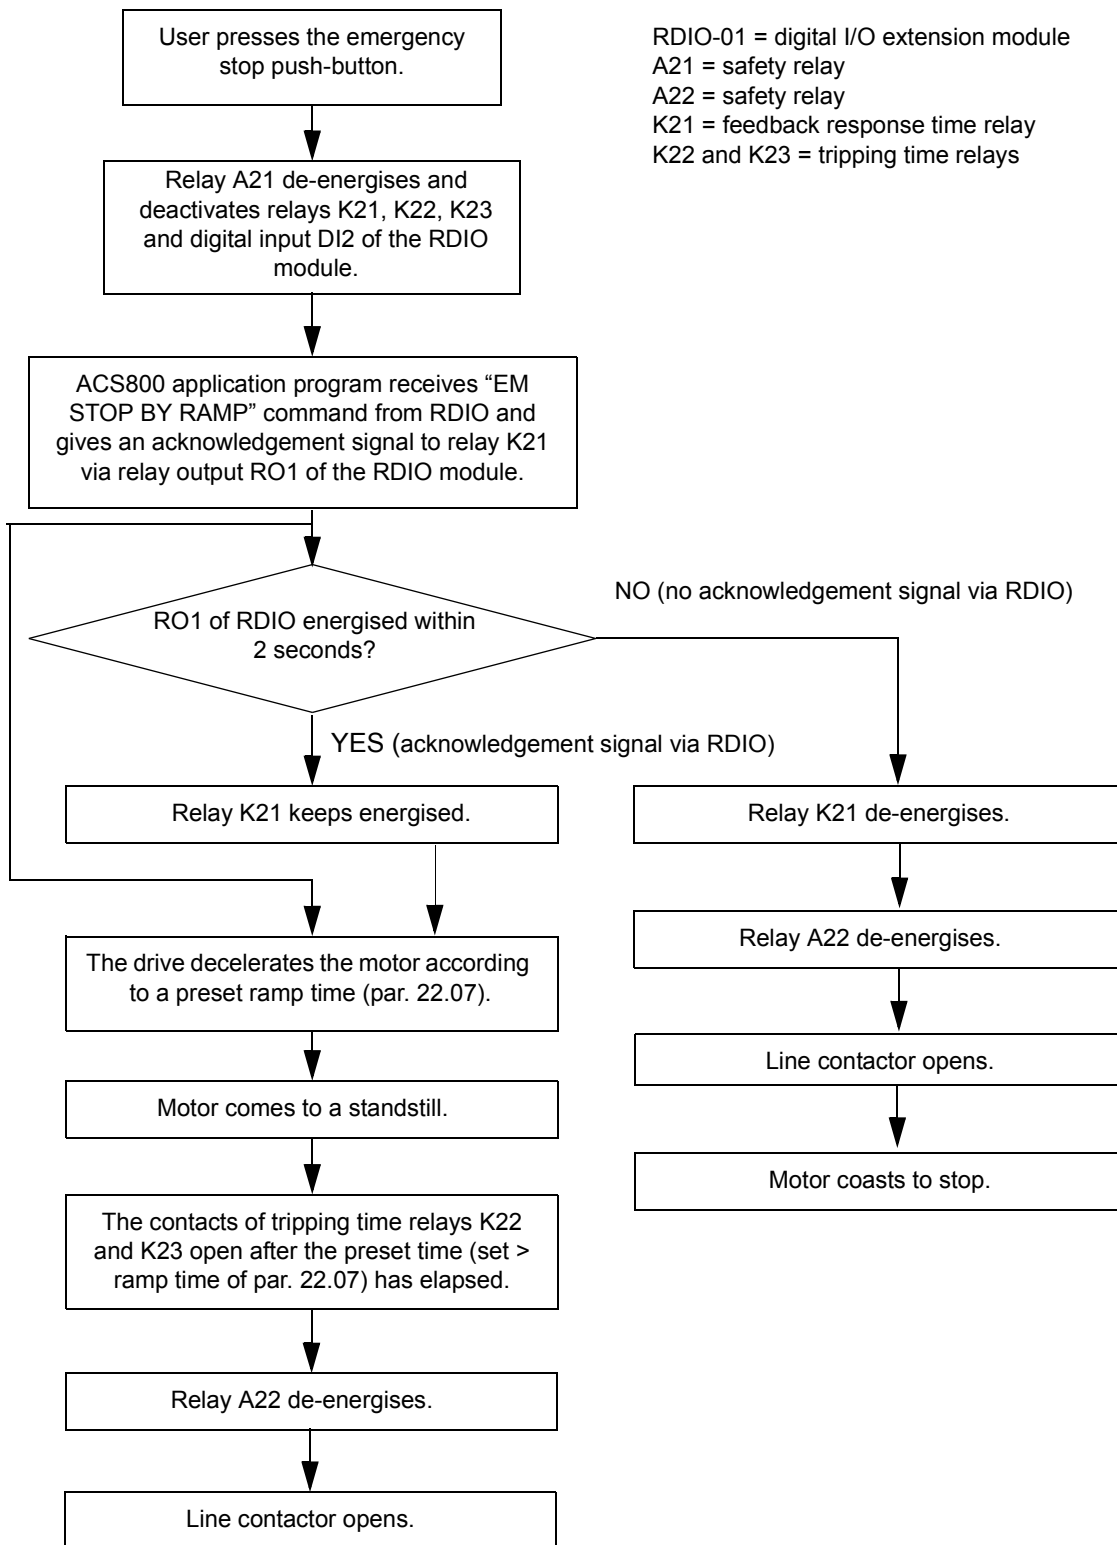 User presses the emergency
stop push-button.
RDIO-01 = digital I/O extension module
A21 = safety relay
A22 = safety relay
K21 = feedback response time relay
K22 and K23 = tripping time relays
Relay A21 de-energises and
deactivates relays K21, K22, K23
and digital input DI2 of the RDIO
module.
ACS800 application program receives “EM
STOP BY RAMP” command from RDIO and
gives an acknowledgement signal to relay K21
via relay output RO1 of the RDIO module.
RO1 of RDIO energised within
2 seconds?
NO (no acknowledgement signal via RDIO)
YES (acknowledgement signal via RDIO)
Relay K21 keeps energised.
The drive decelerates the motor according
to a preset ramp time (par. 22.07).
Motor comes to a standstill.
The contacts of tripping time relays K22
and K23 open after the preset time (set >
ramp time of par. 22.07) has elapsed.
Relay A22 de-energises.
Line contactor opens.
Relay K21 de-energises.
Relay A22 de-energises.
Line contactor opens.
Motor coasts to stop.